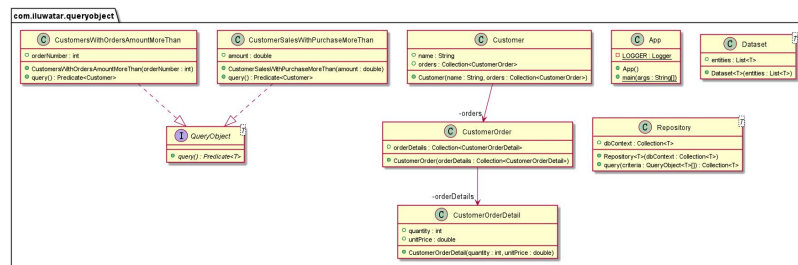 com.iluwatar.queryobject
C CustomersWithOrdersAmountMoreThan
orderNumber : int
CustomersWithOrdersAmountMoreThan(orderNumber : int)
query() : Predicate<Customer>
C CustomerSalesWithPurchaseMoreThan
amount : double
CustomerSalesWithPurchaseMoreThan(amount : double)
query() : Predicate<Customer>
C Customer
name : String
orders : Collection<CustomerOrder>
Customer(name : String, orders : Collection<CustomerOrder>)
C App
LOGGER : Logger
App()
main(args : String[])
C Dataset
T
entities : List<T>
Dataset<T>(entities : List<T>)
-orders
I QueryObject
T
query() : Predicate<T>
C CustomerOrder
orderDetails : Collection<CustomerOrderDetail>
CustomerOrder(orderDetails : Collection<CustomerOrderDetail>)
C Repository
T
dbContext : Collection<T>
Repository<T>(dbContext : Collection<T>)
query(criteria : QueryObject<T>[]) : Collection<T>
-orderDetails
C CustomerOrderDetail
quantity : int
unitPrice : double
CustomerOrderDetail(quantity : int, unitPrice : double)